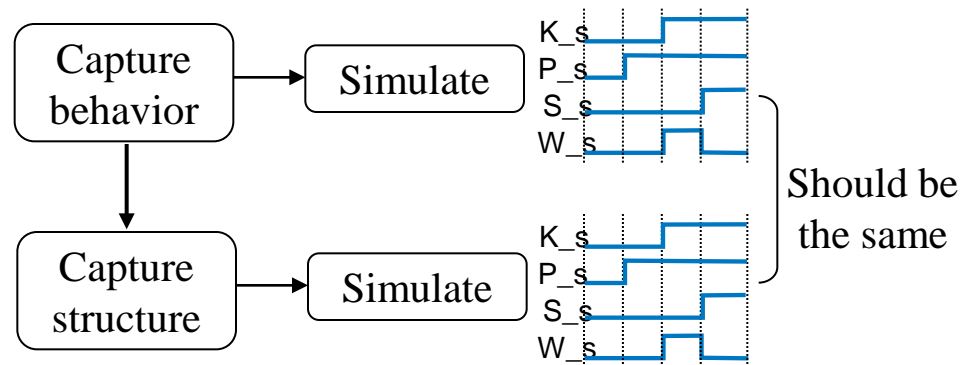 Capture
behavior
Simulate
K_s
P_s
S_s
W_s
Should be
the same
Capture
structure
Simulate
K_s
P_s
S_s
W_s